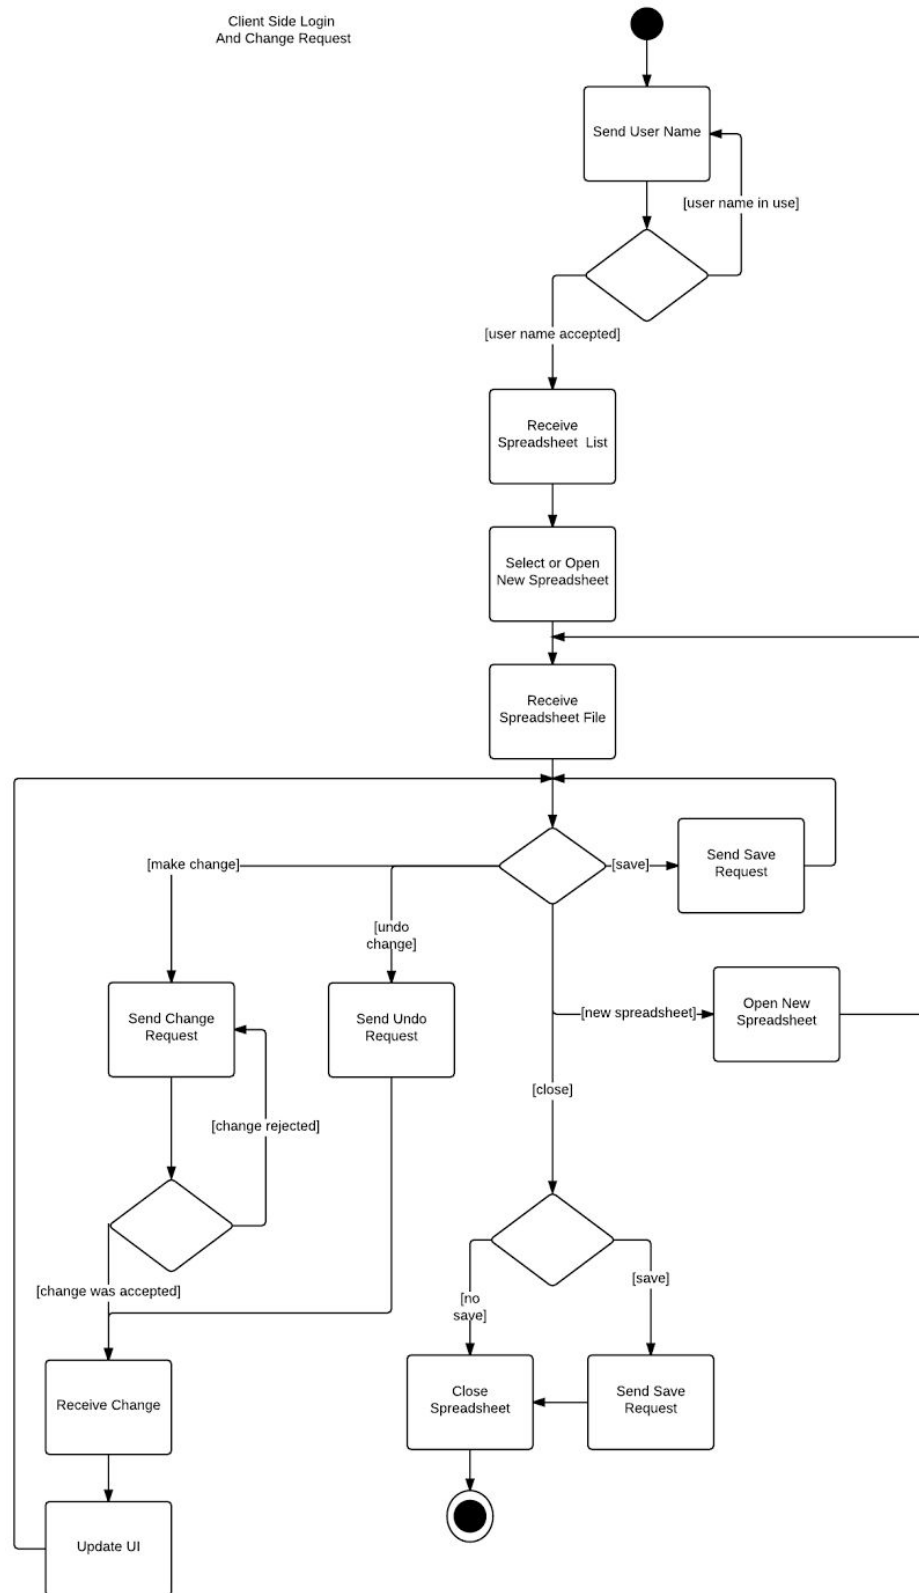 Client Side Login
And Change Request
Send User Name
[user name in use]
[user name accepted]
Receive
Spreadsheet List
Select or Open
New Spreadsheet
Receive
Spreadsheet File
[make change]
[save]
Send Save
Request
[undo
change]
Send Change
Request
Send Undo
Request
[new spreadsheet]
Open New
Spreadsheet
[close]
[change rejected]
[change was accepted]
[no
save]
[save]
Receive Change
Close
Spreadsheet
Send Save
Request
Update UI